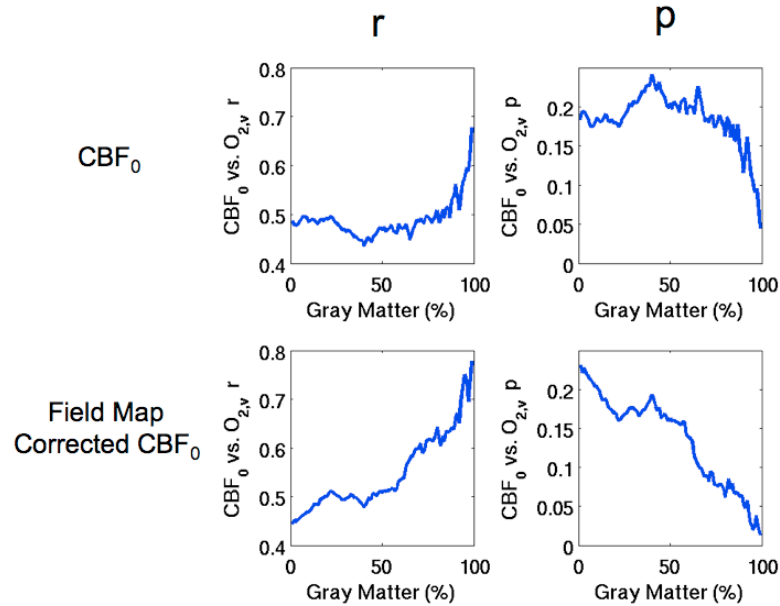 r
p
CBF₀
CBF₀ vs. O₂,ᵥ r
0.8
0.7
0.6
0.5
0.4
0
50
100
Gray Matter (%)
CBF₀ vs. O₂,ᵥ p
0.2
0.15
0.1
0.05
0
0
50
100
Gray Matter (%)
Field Map
Corrected CBF₀
CBF₀ vs. O₂,ᵥ r
0.8
0.7
0.6
0.5
0.4
0
50
100
Gray Matter (%)
CBF₀ vs. O₂,ᵥ p
0.2
0.15
0.1
0.05
0
0
50
100
Gray Matter (%)